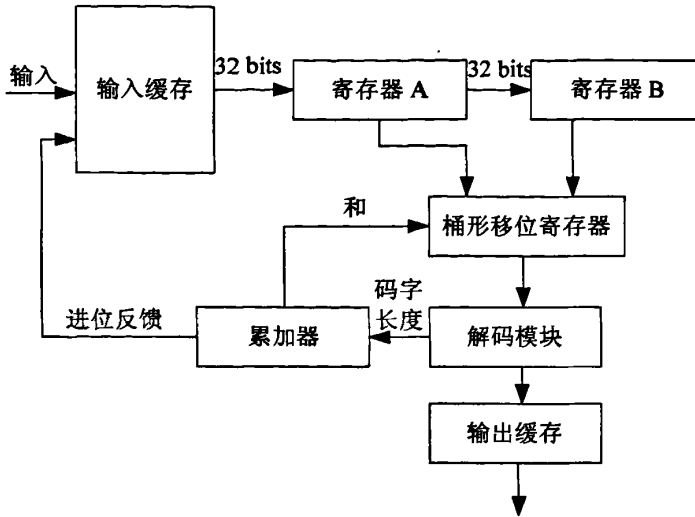 输入
输入缓存
32 bits
寄存器 A
32 bits
寄存器 B
和
桶形移位寄存器
码字
长度
进位反馈
累加器
解码模块
输出缓存